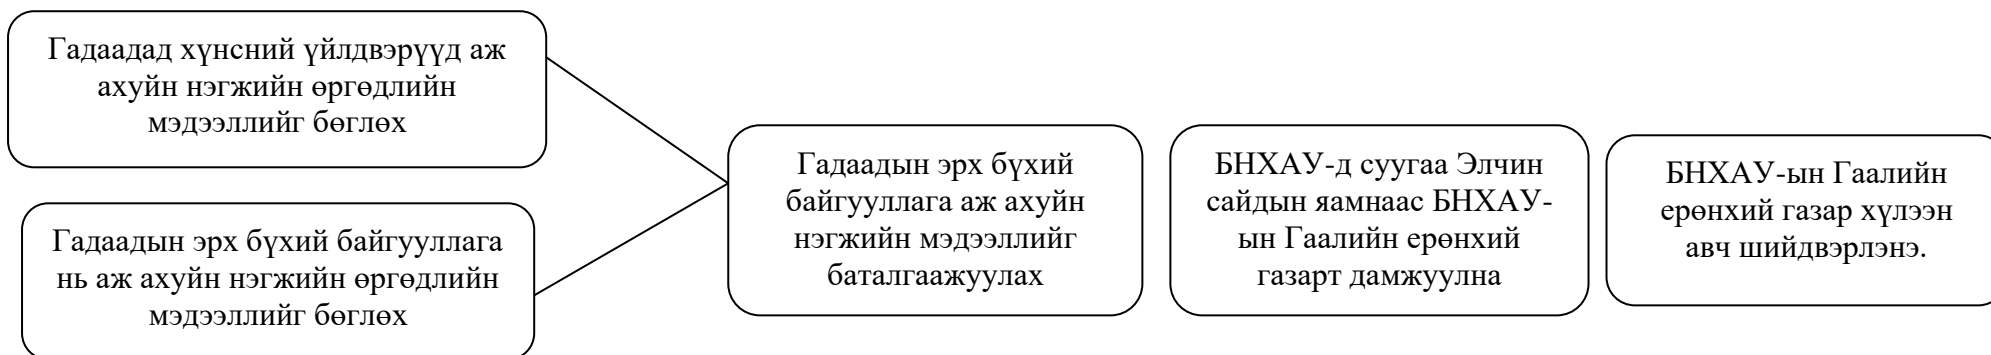 Гадаадад хүнсний үйлдвэрүүд аж
ахуйн нэгжийн өргөдлийн
мэдээллийг бөглөх
Гадаадын эрх бүхий байгууллага
нь аж ахуйн нэгжийн өргөдлийн
мэдээллийг бөглөх
Гадаадын эрх бүхий
байгууллага аж ахуйн
нэгжийн мэдээллийг
баталгаажуулах
БНХАУ-д суугаа Элчин
сайдын яамнаас БНХАУ-
ын Гаалийн ерөнхий
газарт дамжуулна
БНХАУ-ын Гаалийн
ерөнхий газар хүлээн
авч шийдвэрлэнэ.